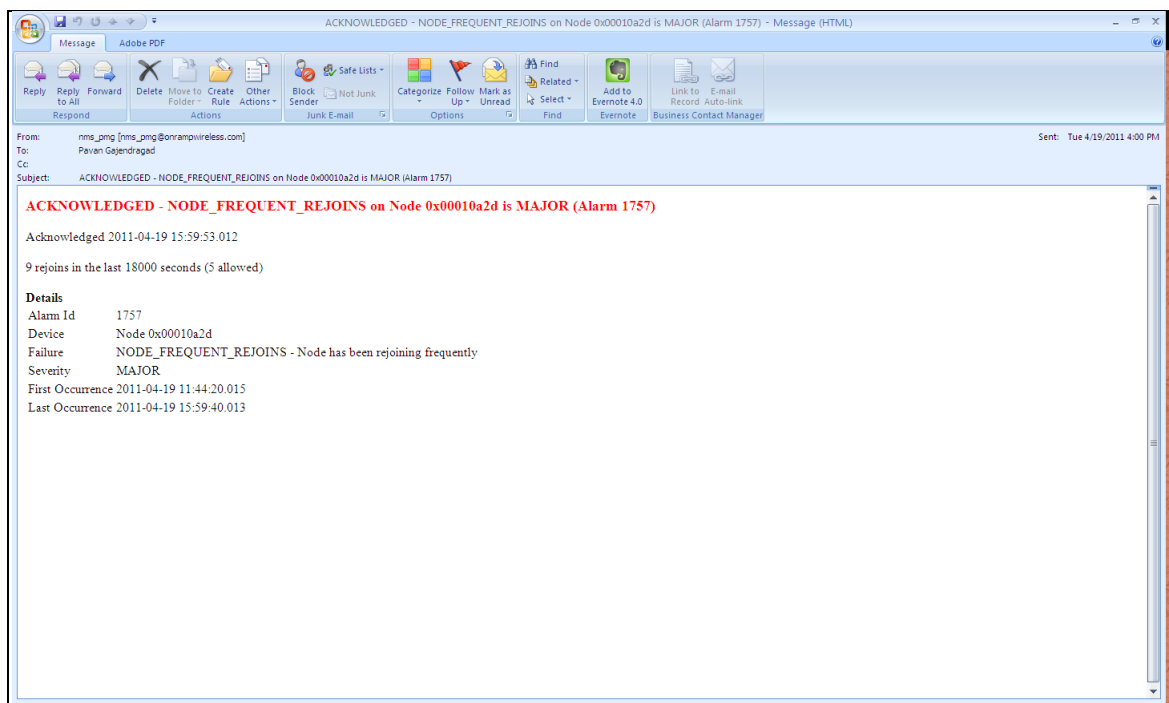 ACKNOWLEDGED - NODE_FREQUENT_REJOINS on Node 0x00010a2d is MAJOR (Alarm 1757) - Message (HTML)
Message Adobe PDF
Reply Reply to All Forward Delete Move to Folder Create Rule Other Actions Block Sender Safe Lists Not Junk Categorize Follow Up Mark as Unread Find Related Select Add to Evernote 4.0 Link to Record E-mail Auto-link
Respond Actions Junk E-mail Options Find Evernote Business Contact Manager
From: nms_pmg [nms_pmg@onrampwireless.com] Sent: Tue 4/19/2011 4:00 PM
To: Pavan Gajendragad
Cc:
Subject: ACKNOWLEDGED - NODE_FREQUENT_REJOINS on Node 0x00010a2d is MAJOR (Alarm 1757)
ACKNOWLEDGED - NODE_FREQUENT_REJOINS on Node 0x00010a2d is MAJOR (Alarm 1757)
Acknowledged 2011-04-19 15:59:53.012
9 rejoins in the last 18000 seconds (5 allowed)
Details
Alarm Id 1757
Device Node 0x00010a2d
Failure NODE_FREQUENT_REJOINS - Node has been rejoining frequently
Severity MAJOR
First Occurrence 2011-04-19 11:44:20.015
Last Occurrence 2011-04-19 15:59:40.013